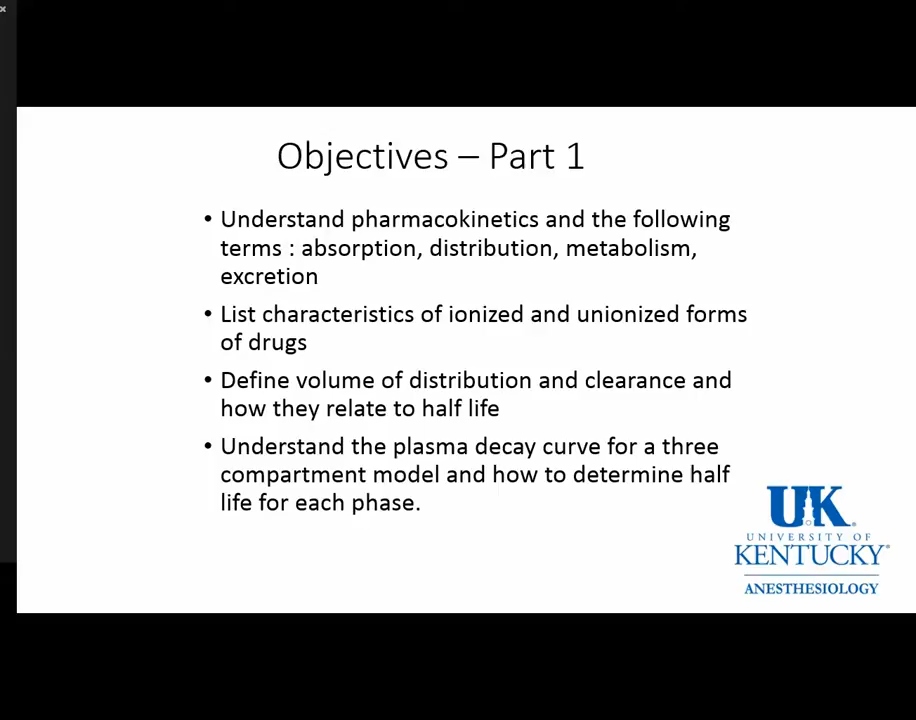 Objectives – Part 1
• Understand pharmacokinetics and the following
terms : absorption, distribution, metabolism,
excretion
• List characteristics of ionized and unionized forms
of drugs
• Define volume of distribution and clearance and
how they relate to half life
• Understand the plasma decay curve for a three
compartment model and how to determine half
life for each phase.
UK
UNIVERSITY OF
KENTUCKY®
ANESTHESIOLOGY